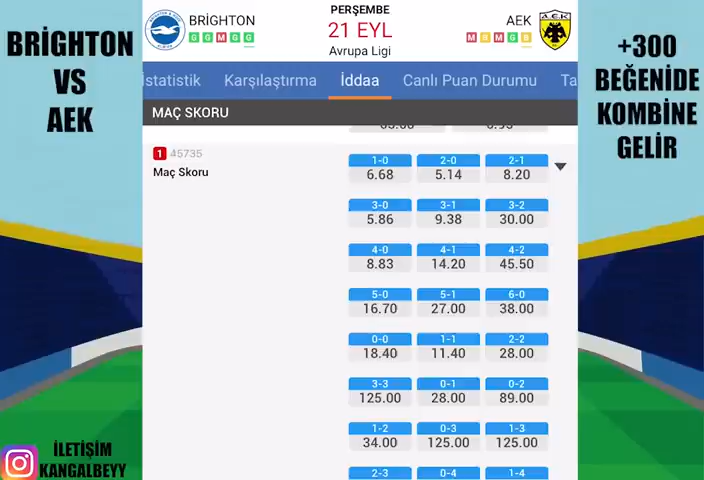 BRİGHTON
VS
AEK
BRİGHTON
G G M G G
PERŞEMBE
21 EYL
Avrupa Ligi
AEK
M B M G B
AEK
+300
BEĞENİDE
KOMBİNE
GELİR
istatistik Karşılaştırma İddaa Canlı Puan Durumu Ta
MAÇ SKORU
1 45735
Maç Skoru
1-0 2-0 2-1
6.68 5.14 8.20
3-0 3-1 3-2
5.86 9.38 30.00
4-0 4-1 4-2
8.83 14.20 45.50
5-0 5-1 6-0
16.70 27.00 38.00
0-0 1-1 2-2
18.40 11.40 28.00
3-3 0-1 0-2
125.00 28.00 89.00
1-2 0-3 1-3
34.00 125.00 125.00
2-3 0-4 1-4
İLETİŞİM
KANGALBEYY